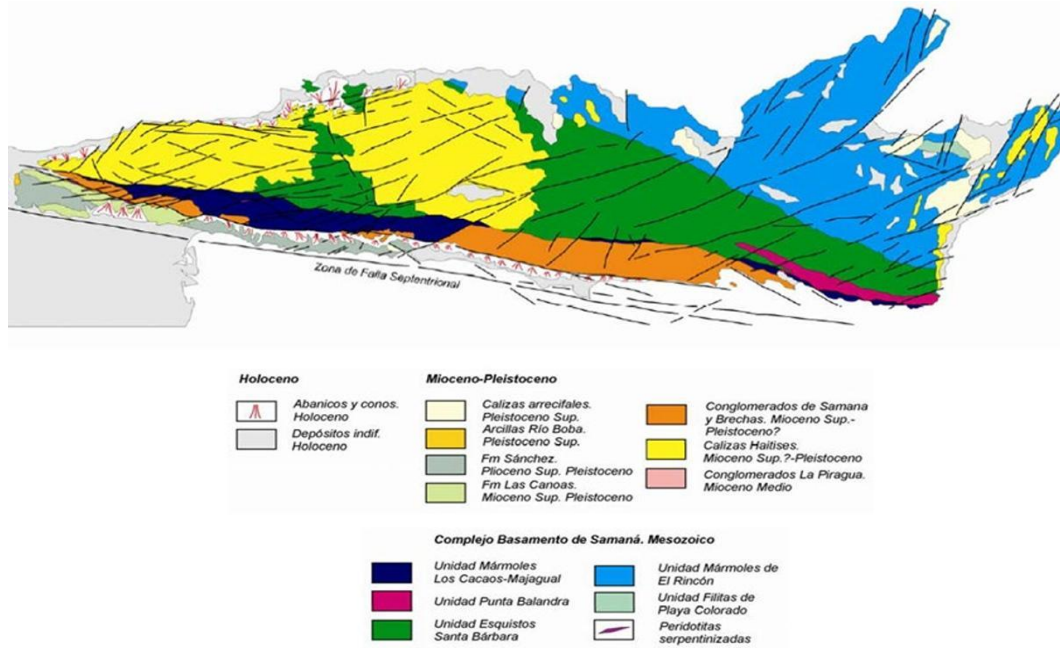 Zona de Falla Septentrional
Holoceno
Abanicos y conos.
Holoceno
Depósitos indif.
Holoceno
Mioceno-Pleistoceno
Calizas arrecifales.
Pleistoceno Sup.
Arcillas Río Boba.
Pleistoceno Sup.
Fm Sánchez.
Plioceno Sup. Pleistoceno
Fm Las Canoas.
Mioceno Sup. Pleistoceno
Conglomerados de Samana
y Brechas. Mioceno Sup.-
Pleistoceno?
Calizas Haitises.
Mioceno Sup.?-Pleistoceno
Conglomerados La Piragua.
Mioceno Medio
Complejo Basamento de Samaná. Mesozoico
Unidad Mármoles
Los Cacaos-Majagual
Unidad Punta Balandra
Unidad Esquistos
Santa Bárbara
Unidad Mármoles de
El Rincón
Unidad Filitas de
Playa Colorado
Peridotitas
serpentinizadas